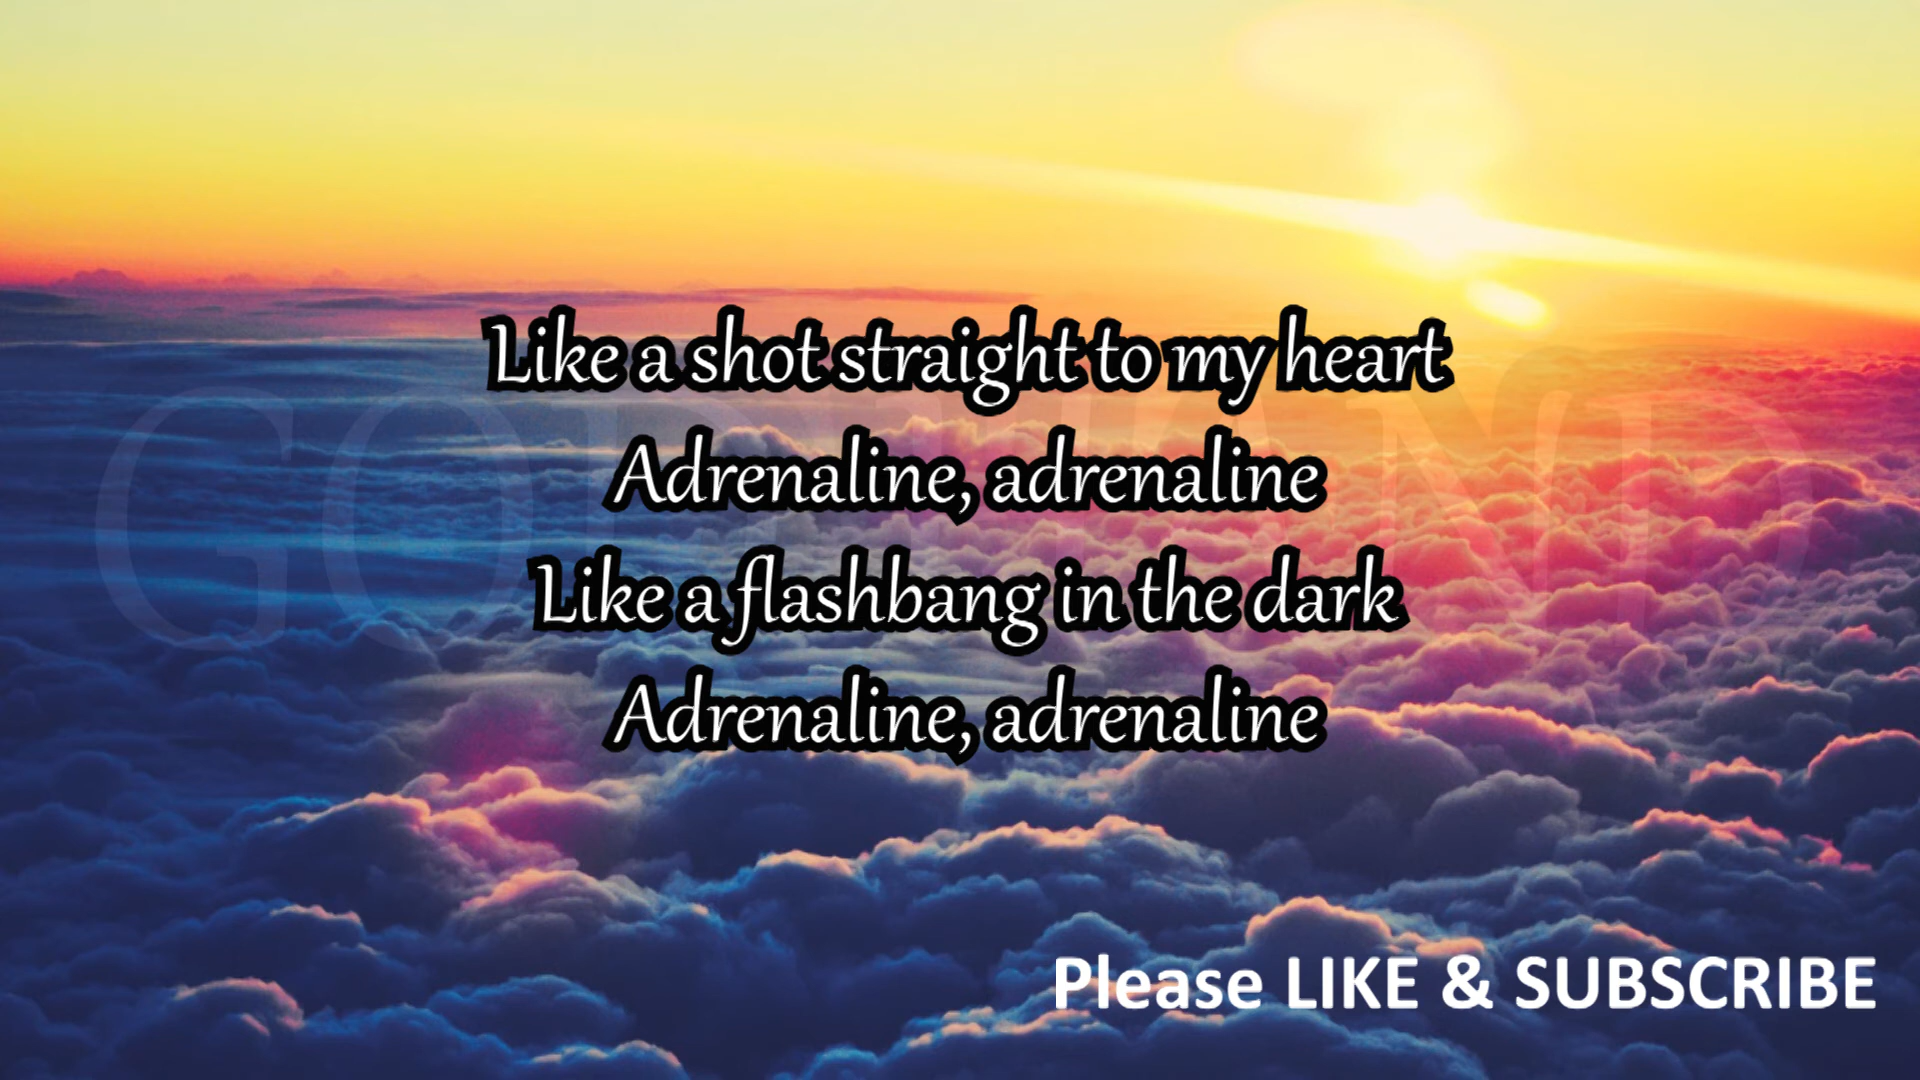 Like a shot straight to my heart
Adrenaline, adrenaline
Like a flashbang in the dark
Adrenaline, adrenaline
Please LIKE & SUBSCRIBE